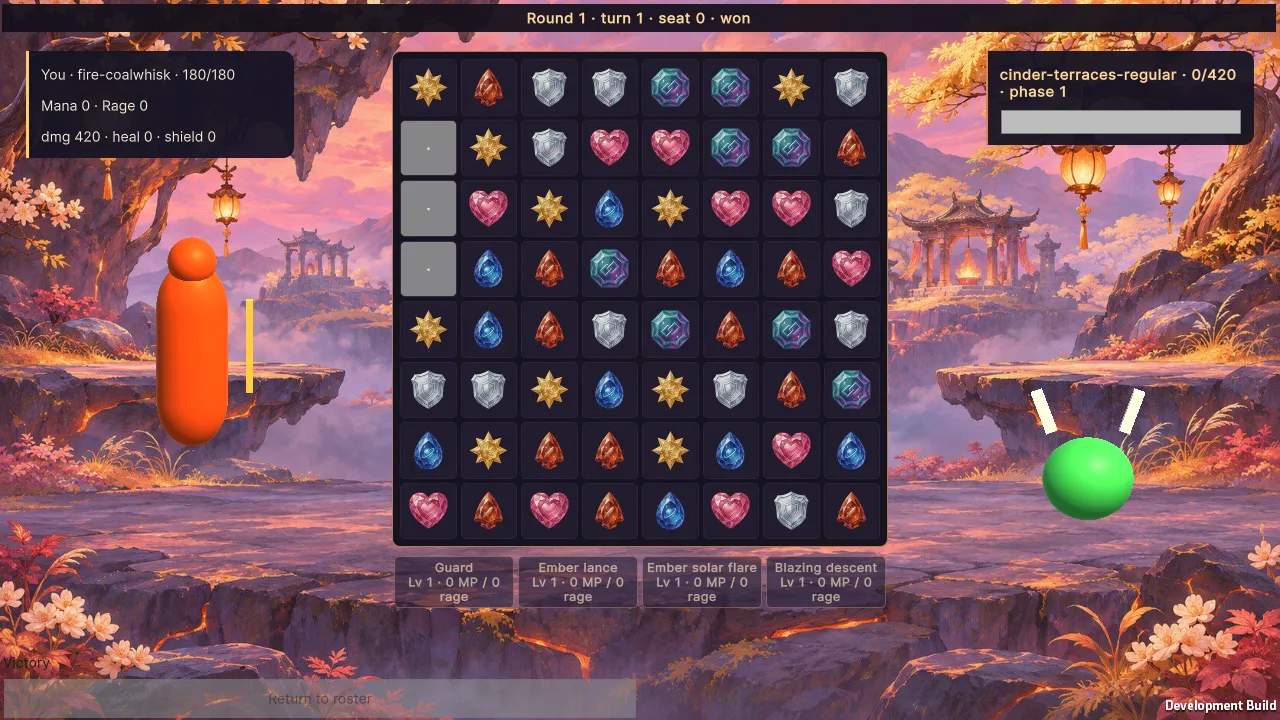 Round 1 · turn 1 · seat 0 · won
You · fire-coalwhisk · 180/180
Mana 0 · Rage 0
dmg 420 · heal 0 · shield 0
cinder-terraces-regular · 0/420
· phase 1
Guard
Lv 1 · 0 MP / 0
rage
Ember lance
Lv 1 · 0 MP / 0
rage
Ember solar flare
Lv 1 · 0 MP / 0
rage
Blazing descent
Lv 1 · 0 MP / 0
rage
Victory
Return to roster
Development Build